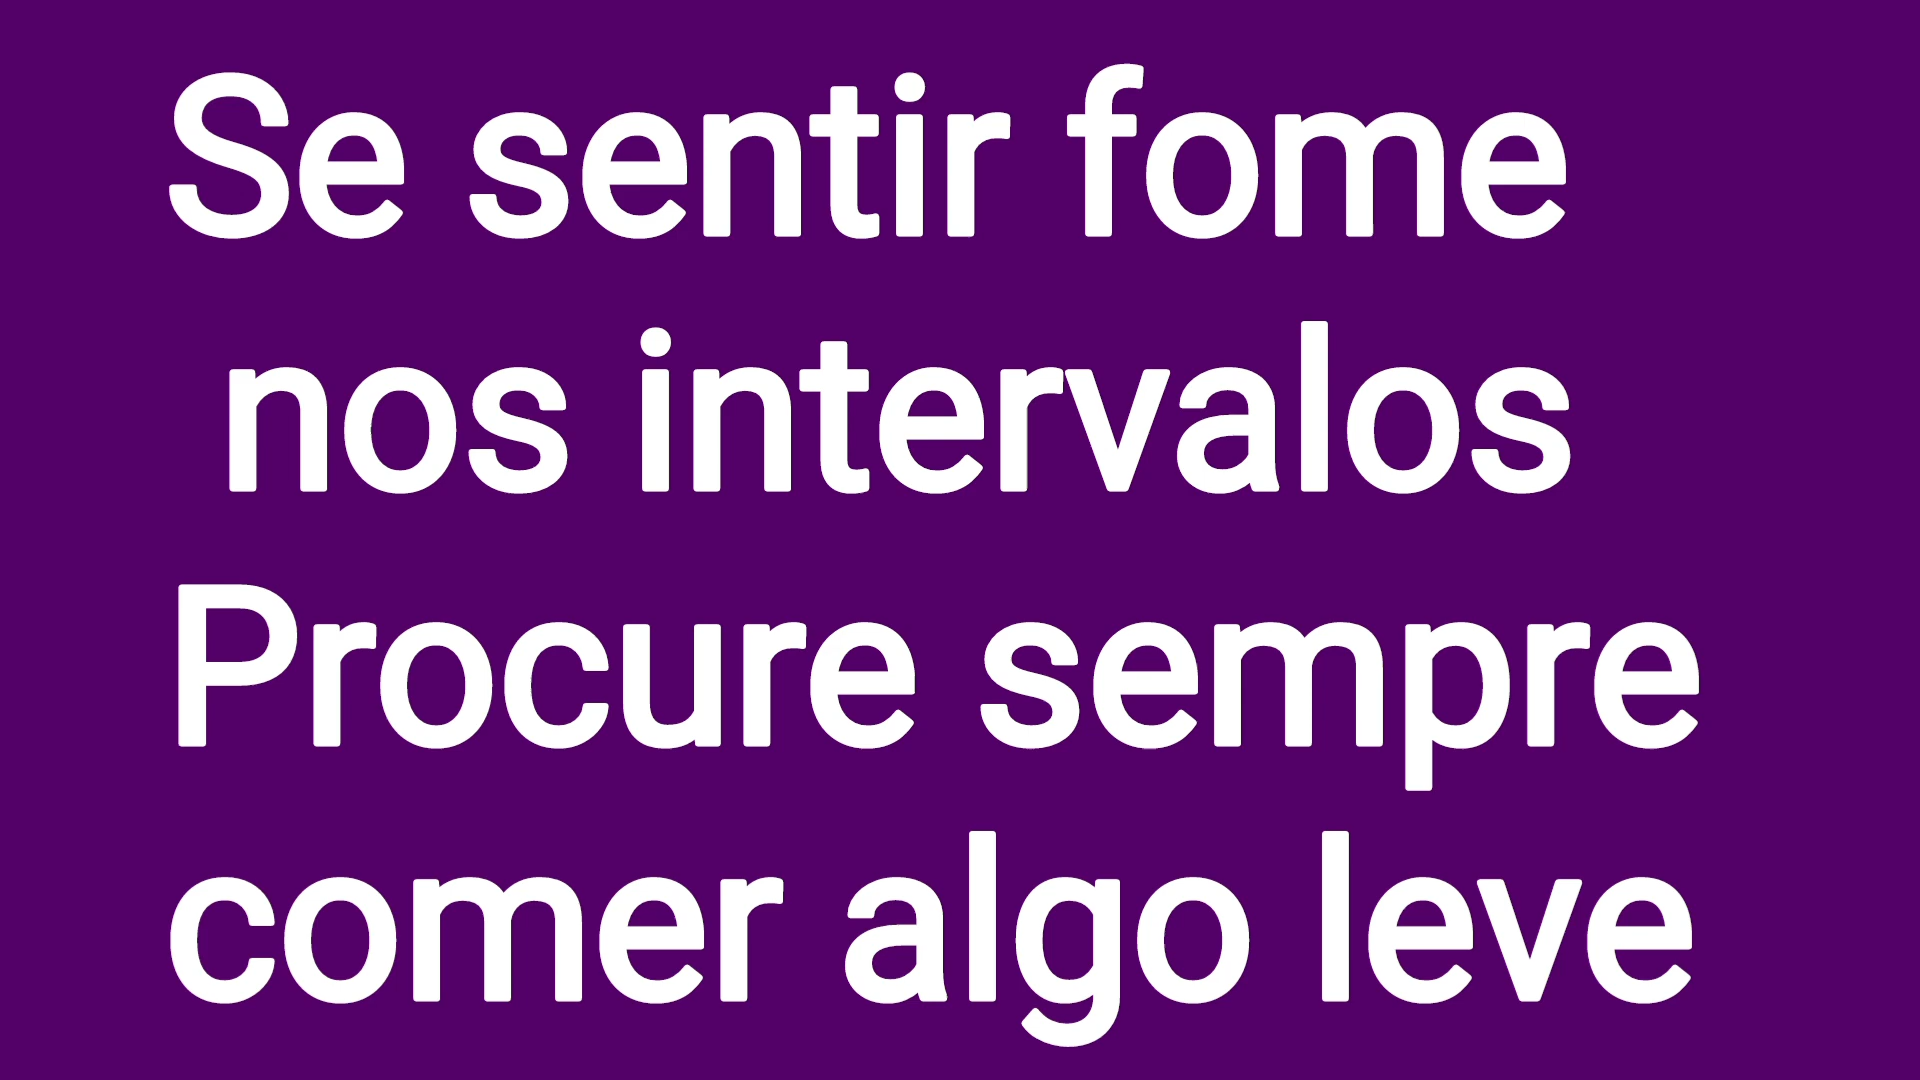 Se sentir fome
nos intervalos
Procure sempre
comer algo leve